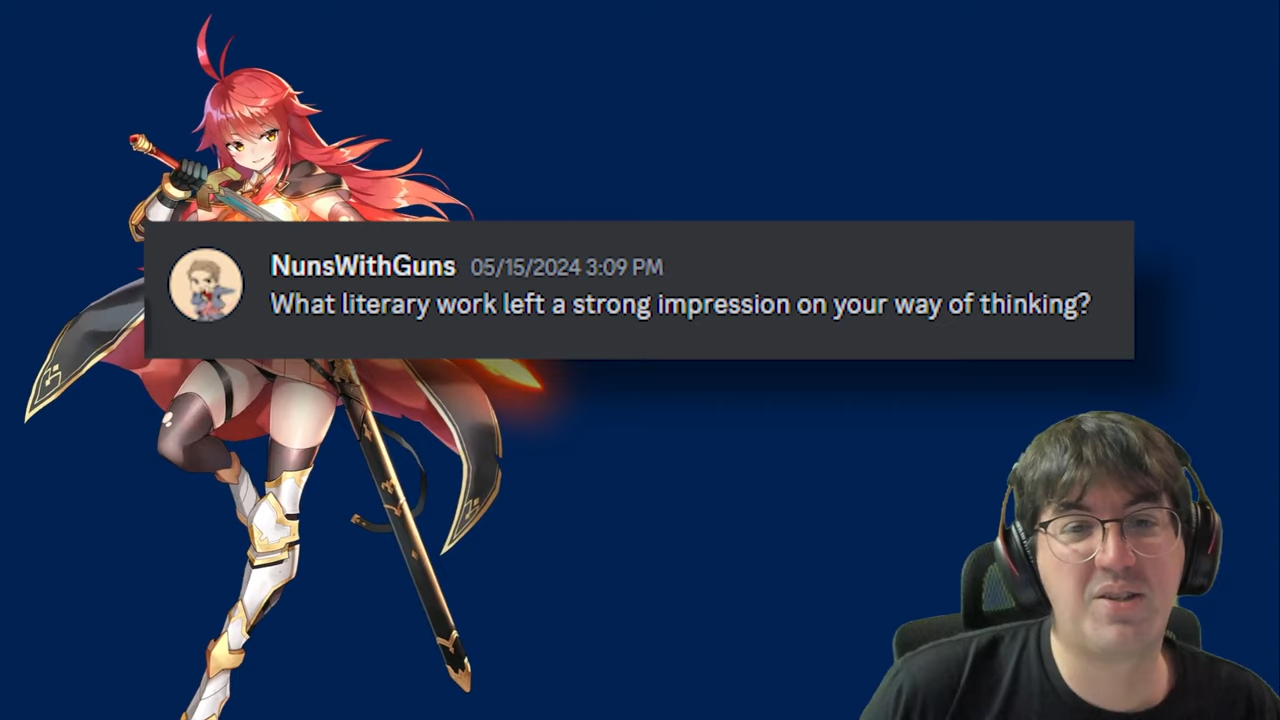 NunsWithGuns 05/15/2024 3:09 PM
What literary work left a strong impression on your way of thinking?